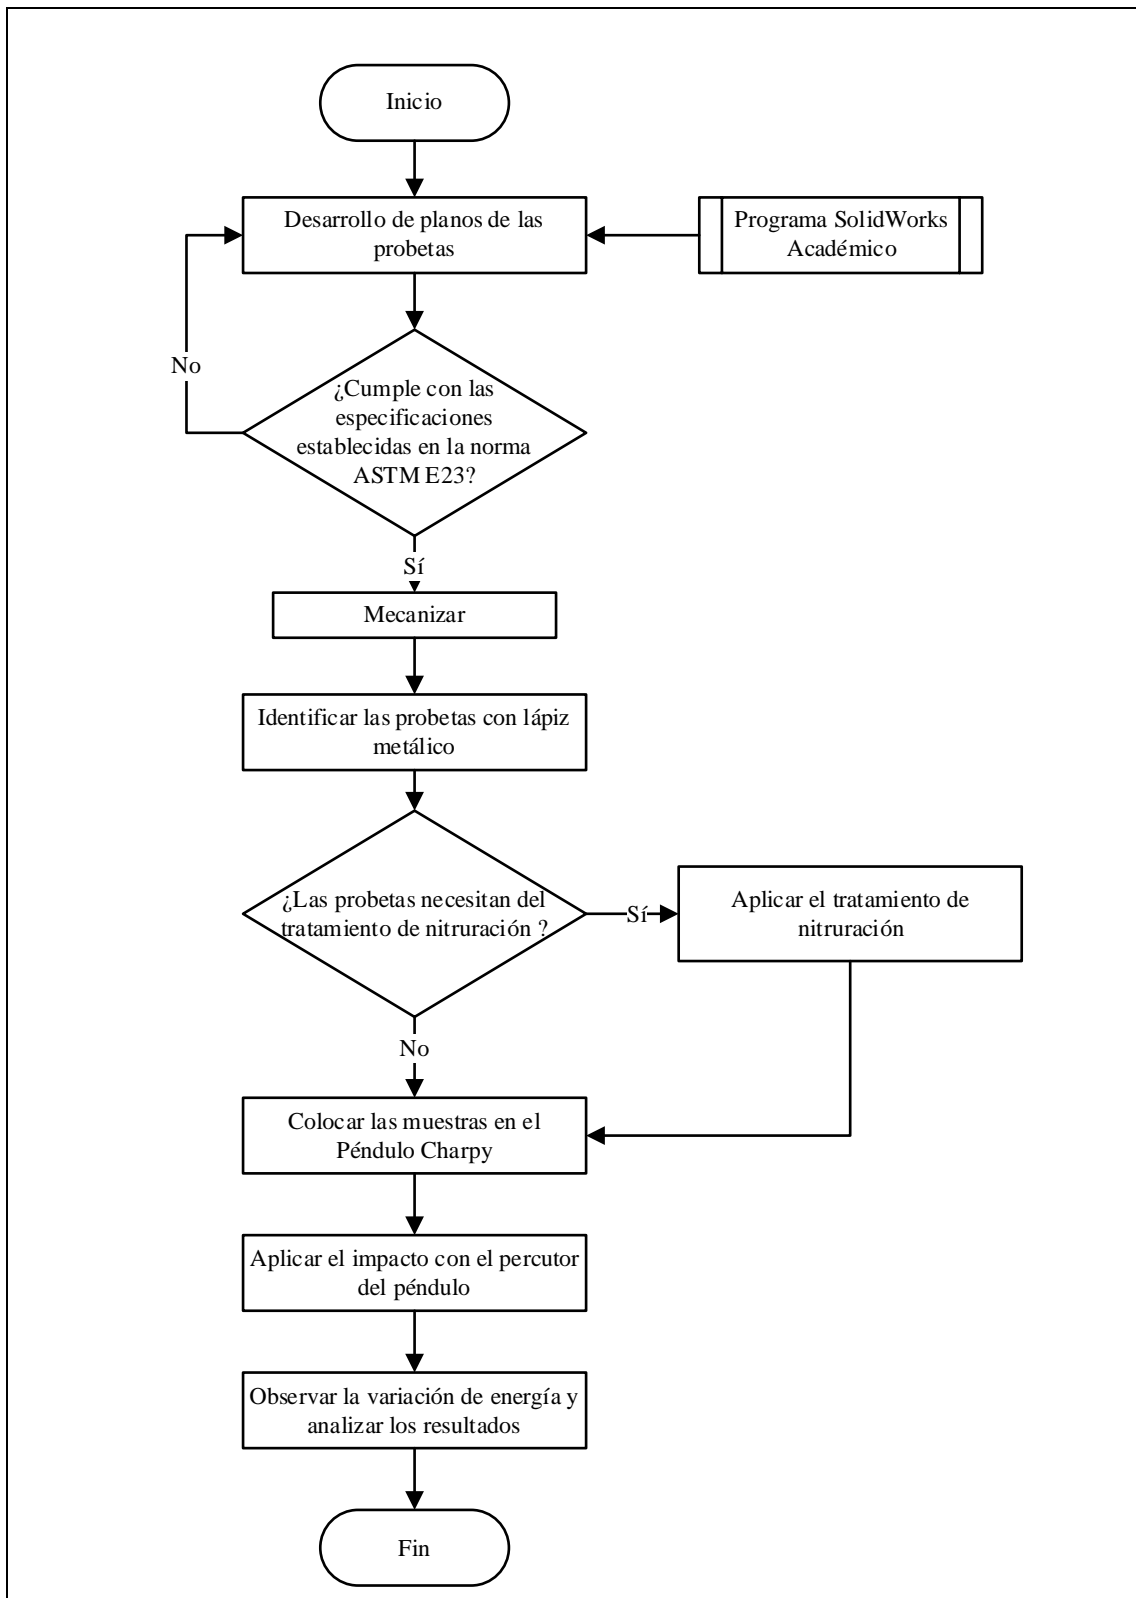 Inicio
Desarrollo de planos de las
probetas
Programa SolidWorks
Académico
No
¿Cumple con las
especificaciones
establecidas en la norma
ASTM E23?
Sí
Mecanizar
Identificar las probetas con lápiz
metálico
¿Las probetas necesitan del
tratamiento de nitruración ?
Sí
Aplicar el tratamiento de
nitruración
No
Colocar las muestras en el
Péndulo Charpy
Aplicar el impacto con el percutor
del péndulo
Observar la variación de energía y
analizar los resultados
Fin